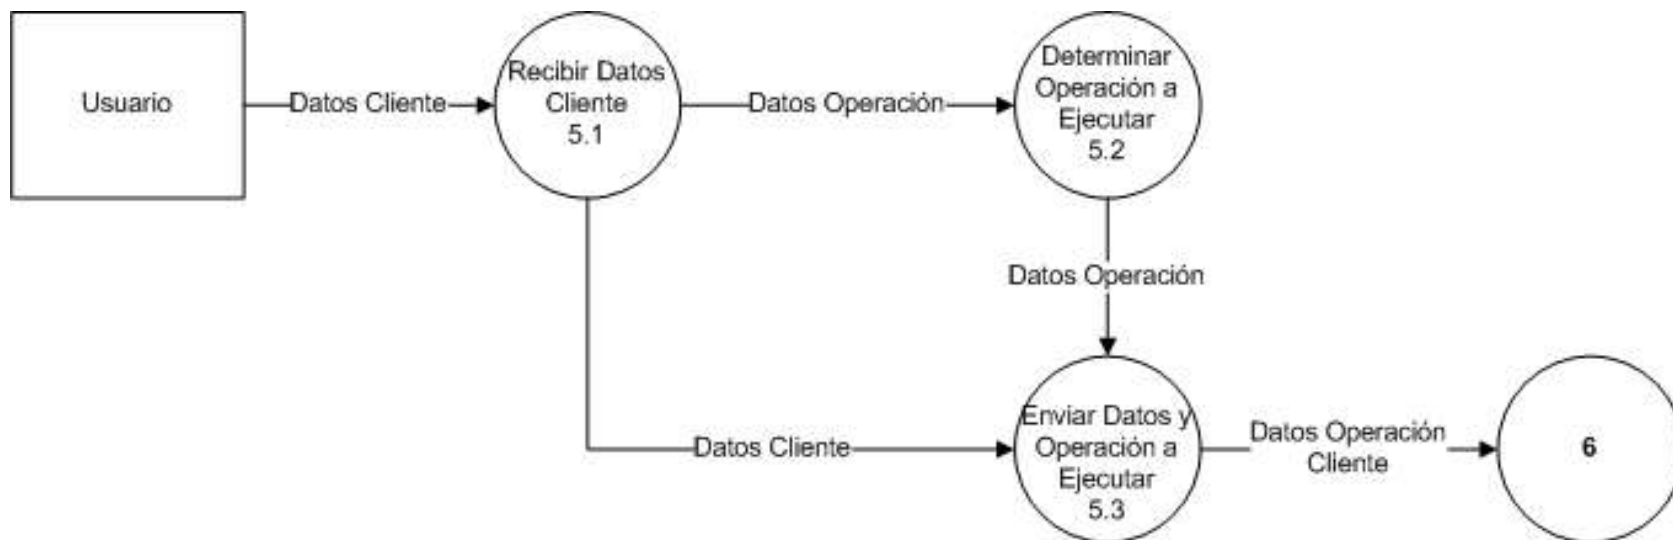 Usuario
Datos Cliente
Recibir Datos
Cliente
5.1
Datos Operación
Determinar
Operación a
Ejecutar
5.2
Datos Operación
Datos Cliente
Enviar Datos y
Operación a
Ejecutar
5.3
Datos Operación
Cliente
6